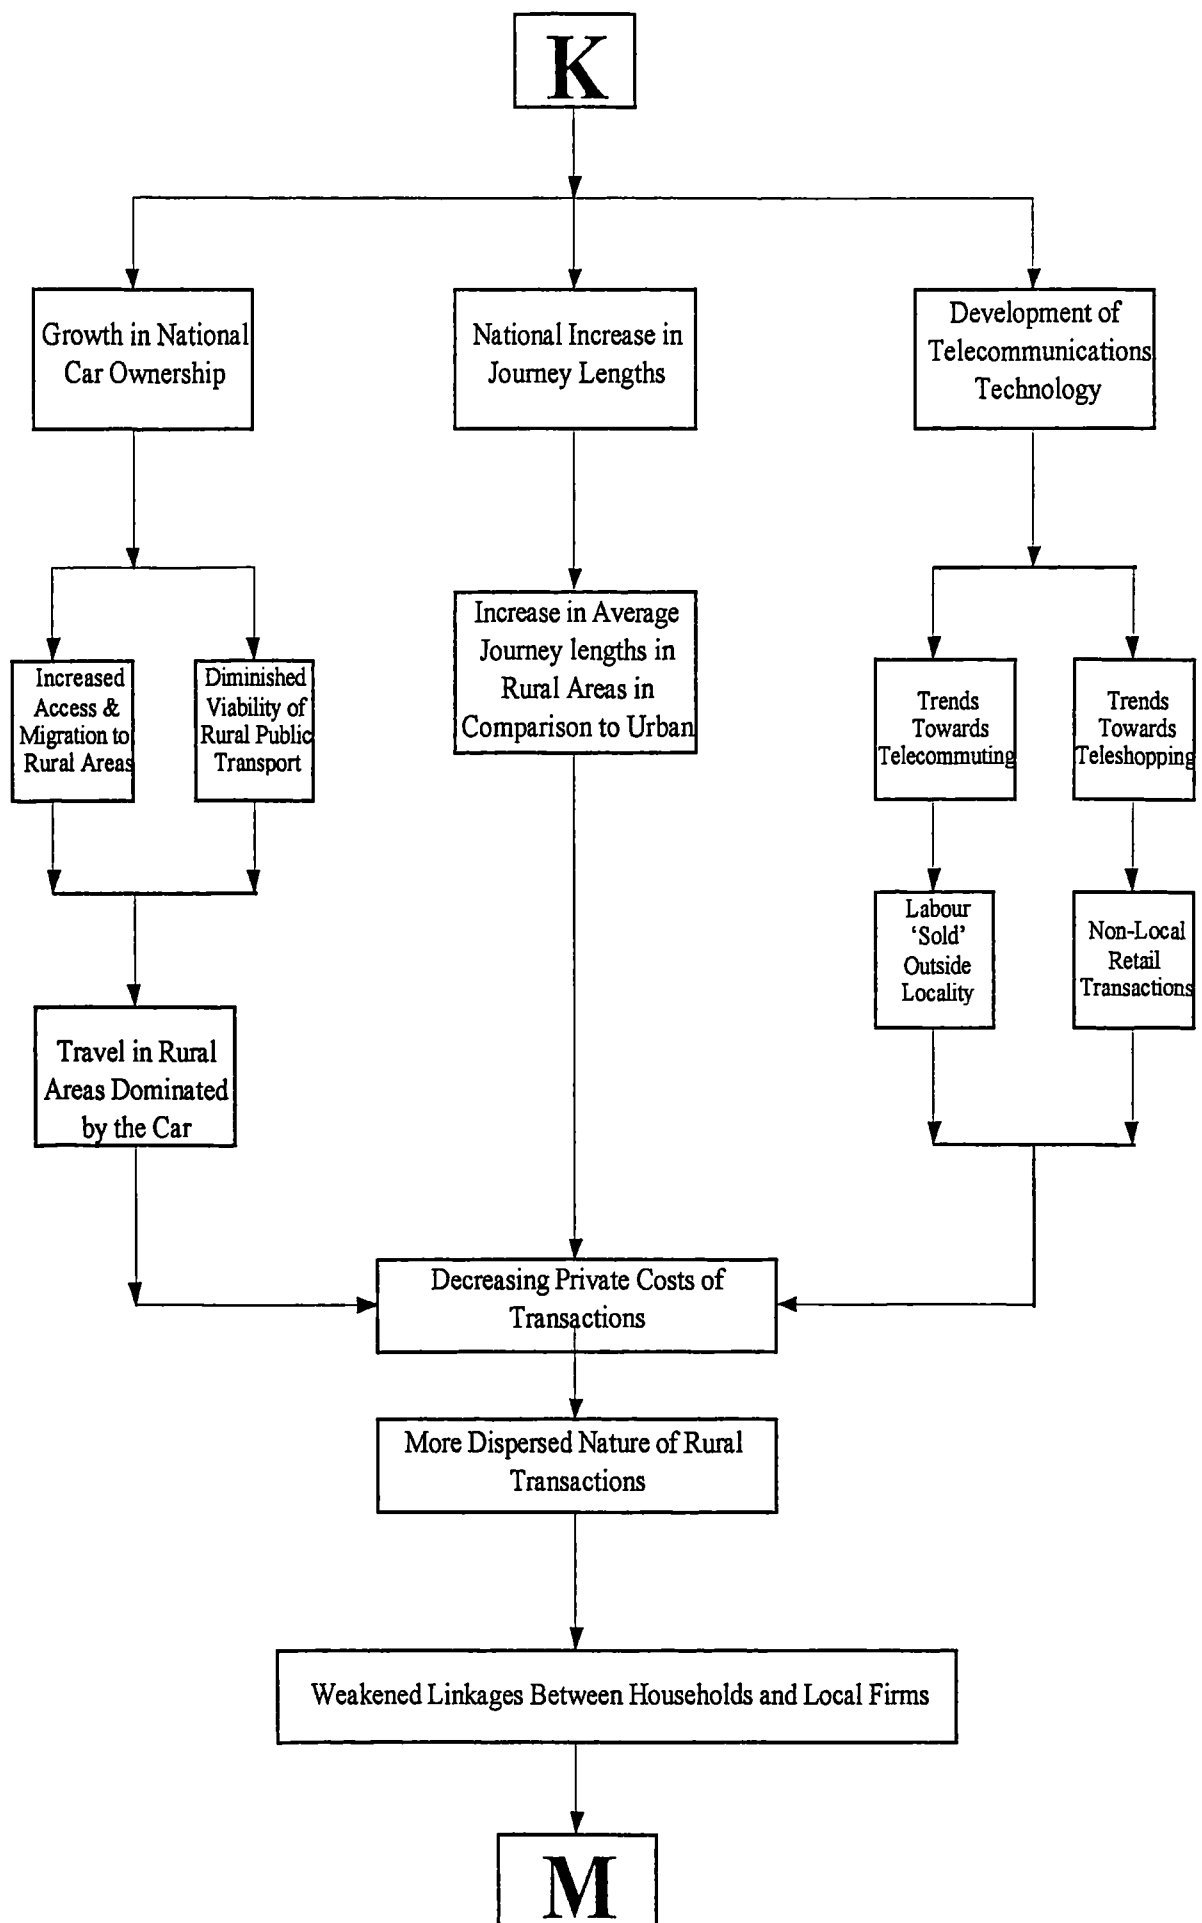 K
Growth in National
Car Ownership
National Increase in
Journey Lengths
Development of
Telecommunications
Technology
Increased
Access &
Migration to
Rural Areas
Diminished
Viability of
Rural Public
Transport
Increase in Average
Journey lengths in
Rural Areas in
Comparison to Urban
Trends
Towards
Telecommuting
Trends
Towards
Teleshopping
Labour
‘Sold’
Outside
Locality
Non-Local
Retail
Transactions
Travel in Rural
Areas Dominated
by the Car
Decreasing Private Costs of
Transactions
More Dispersed Nature of Rural
Transactions
Weakened Linkages Between Households and Local Firms
M